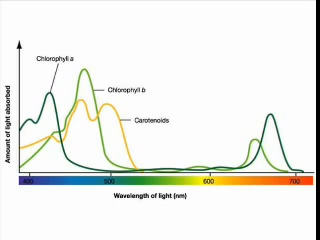 Chlorophyll a
Chlorophyll b
Carotenoids
Amount of light absorbed
400
500
600
700
Wavelength of light (nm)